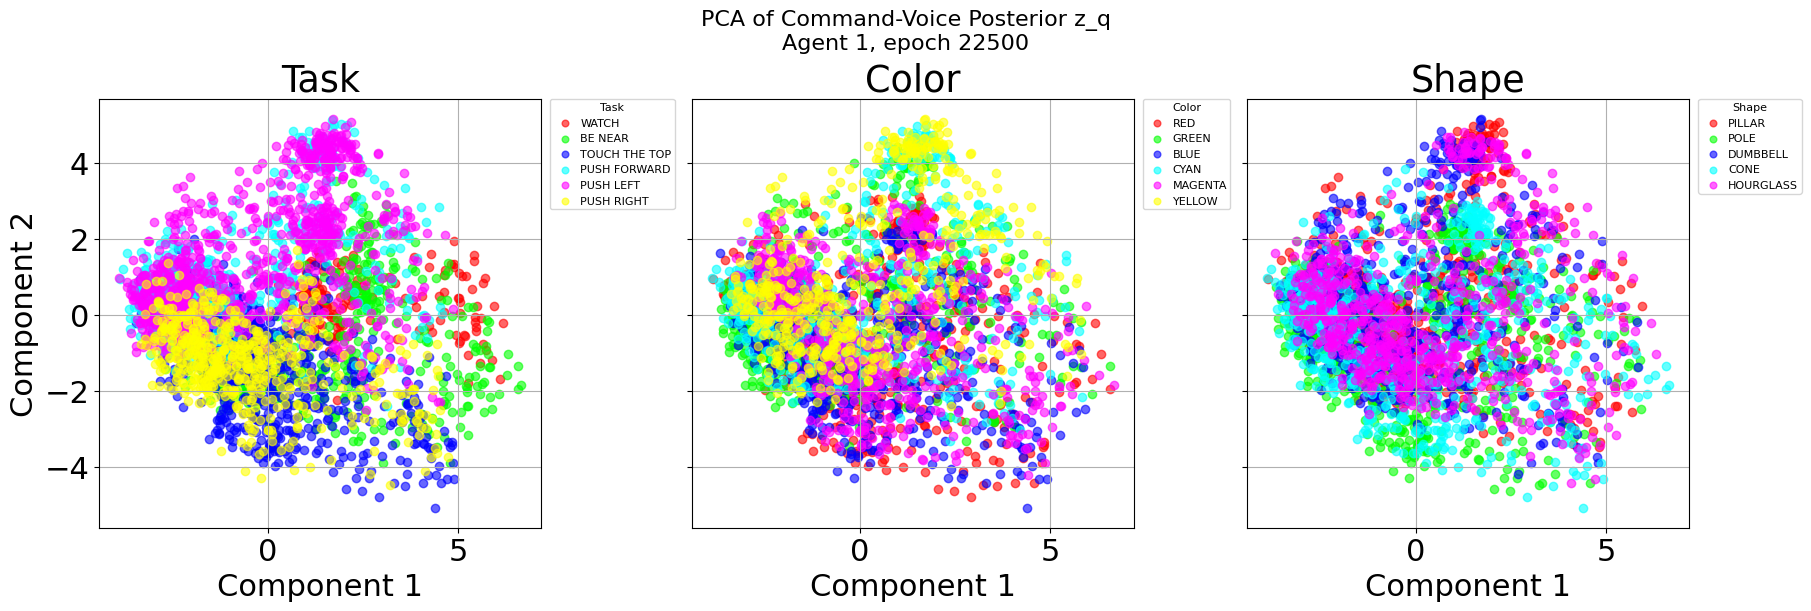 PCA of Command-Voice Posterior z_q
Agent 1, epoch 22500
Task
Component 2
4
2
0
−2
−4
0
5
Component 1
Task
WATCH
BE NEAR
TOUCH THE TOP
PUSH FORWARD
PUSH LEFT
PUSH RIGHT
Color
0
5
Component 1
Color
RED
GREEN
BLUE
CYAN
MAGENTA
YELLOW
Shape
0
5
Component 1
Shape
PILLAR
POLE
DUMBBELL
CONE
HOURGLASS